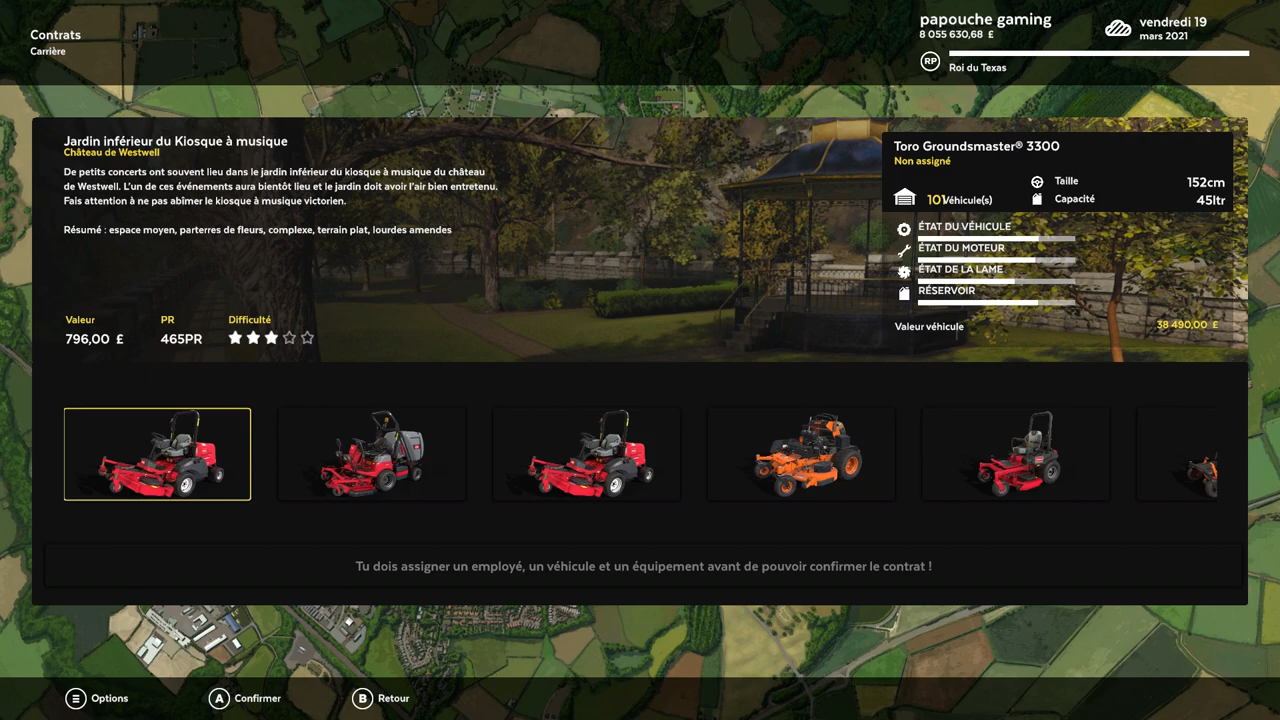 Contrats
Carrière
papouche gaming
8 055 630,68 £
vendredi 19
mars 2021
RP
Roi du Texas
Jardin inférieur du Kiosque à musique
Château de Westwell
De petits concerts ont souvent lieu dans le jardin inférieur du kiosque à musique du château
de Westwell. L'un de ces événements aura bientôt lieu et le jardin doit avoir l'air bien entretenu.
Fais attention à ne pas abîmer le kiosque à musique victorien.
Résumé : espace moyen, parterres de fleurs, complexe, terrain plat, lourdes amendes
Valeur
PR
Difficulté
796,00 £
465PR
Toro Groundsmaster® 3300
Non assigné
101Véhicule(s)
Taille
152cm
Capacité
45ltr
ÉTAT DU VÉHICULE
ÉTAT DU MOTEUR
ÉTAT DE LA LAME
RÉSERVOIR
Valeur véhicule
38 490,00 £
Tu dois assigner un employé, un véhicule et un équipement avant de pouvoir confirmer le contrat !
Options
A Confirmer
B Retour